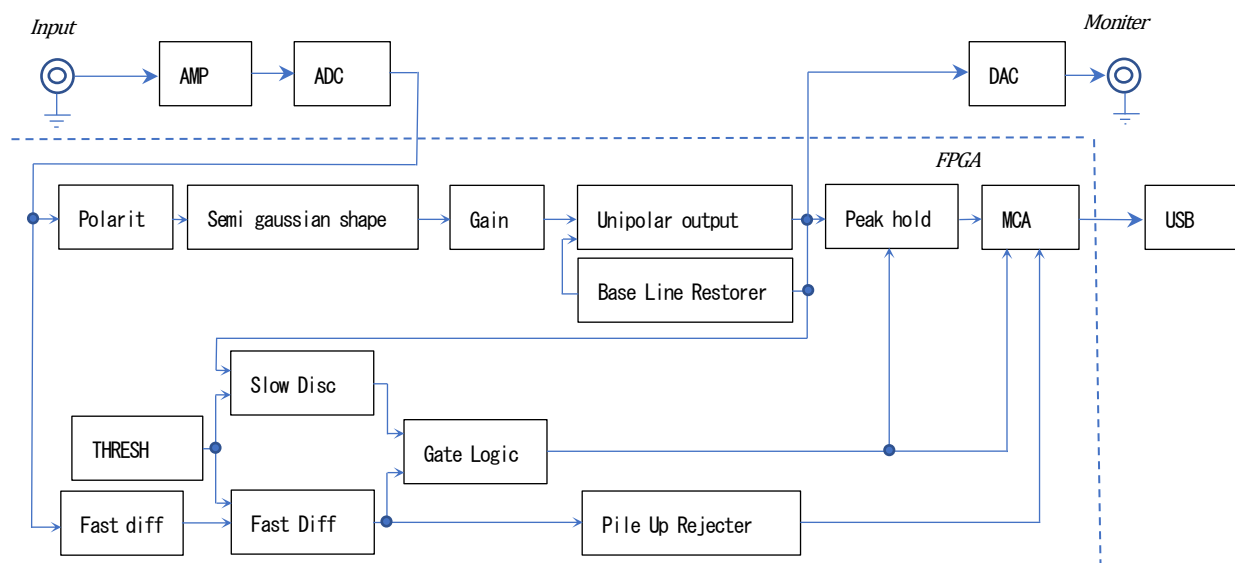 Input
Moniter
AMP
ADC
DAC
FPGA
Polarit
Semi gaussian shape
Gain
Unipolar output
Peak hold
MCA
USB
Base Line Restorer
Slow Disc
THRESH
Gate Logic
Fast diff
Fast Diff
Pile Up Rejecter